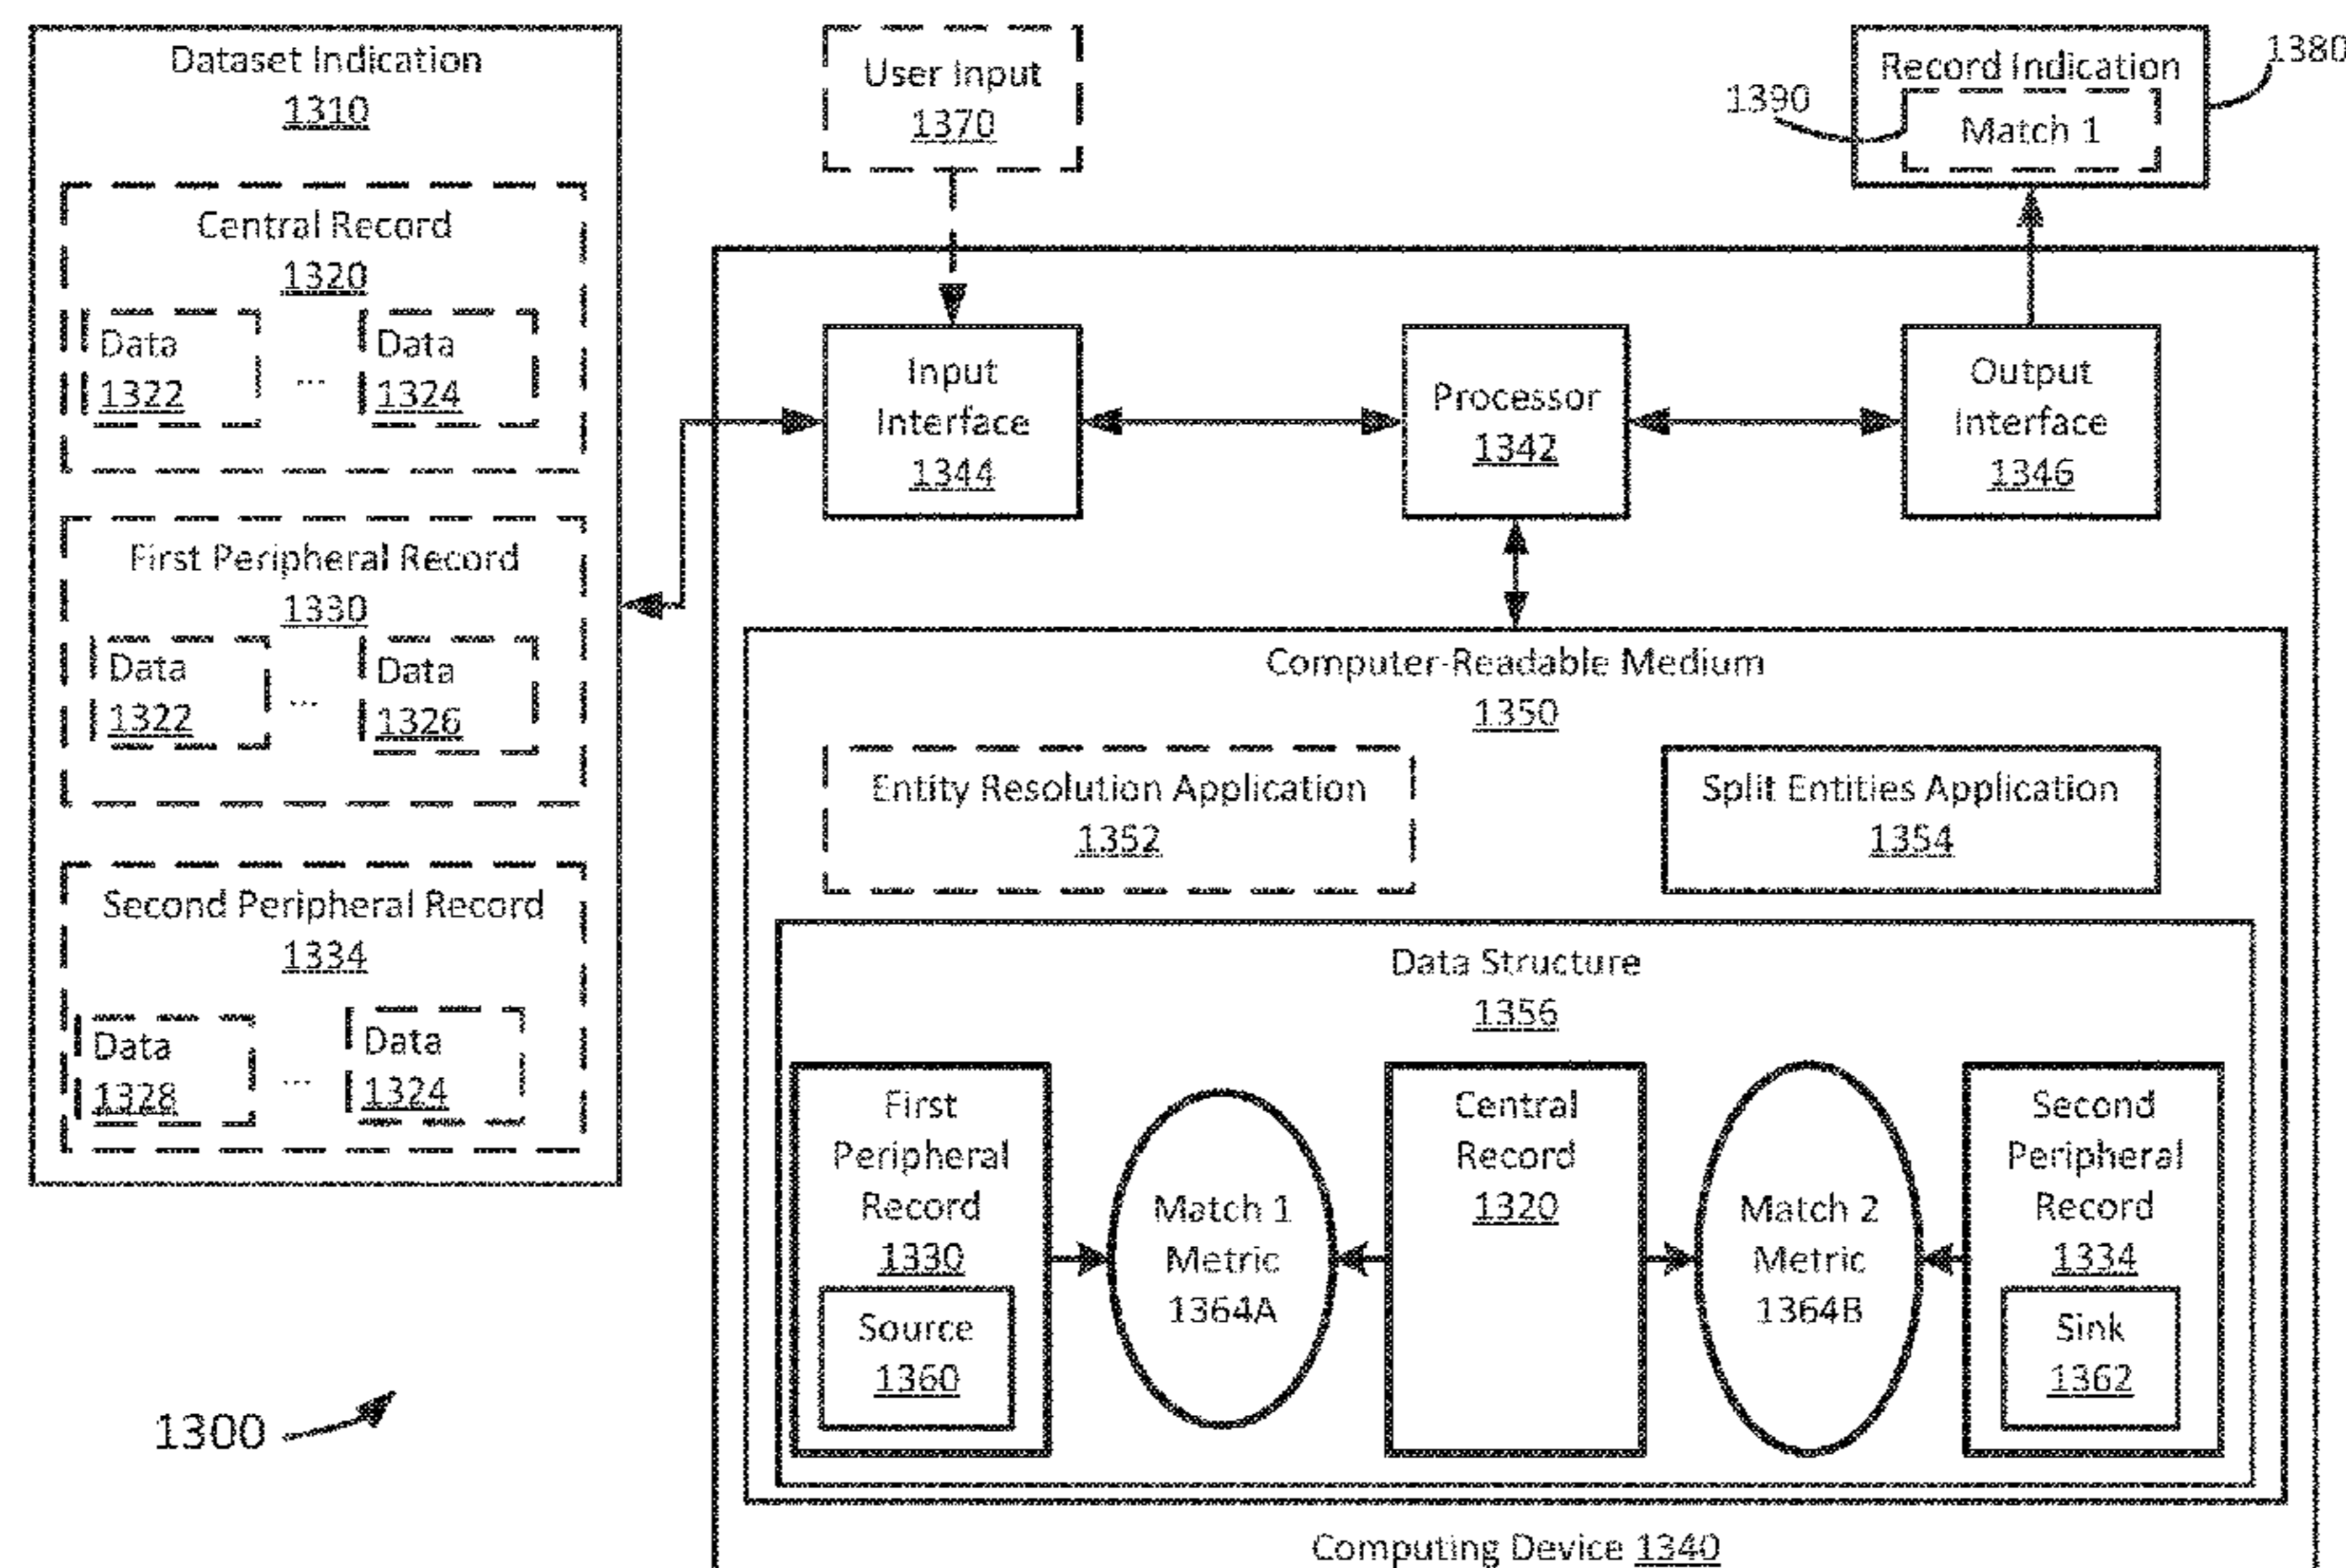 Dataset Indication
1310
Central Record
1320
Data
1322
...
Data
1324
First Peripheral Record
1330
Data
1322
...
Data
1326
Second Peripheral Record
1334
Data
1328
...
Data
1324
1300
User Input
1370
Record Indication
Match 1
1390
1380
Input
Interface
1344
Processor
1342
Output
Interface
1346
Computer-Readable Medium
1350
Entity Resolution Application
1352
Split Entities Application
1354
Data Structure
1356
First
Peripheral
Record
1330
Source
1360
Match 1
Metric
1364A
Central
Record
1320
Match 2
Metric
1364B
Second
Peripheral
Record
1334
Sink
1362
Computing Device 1340